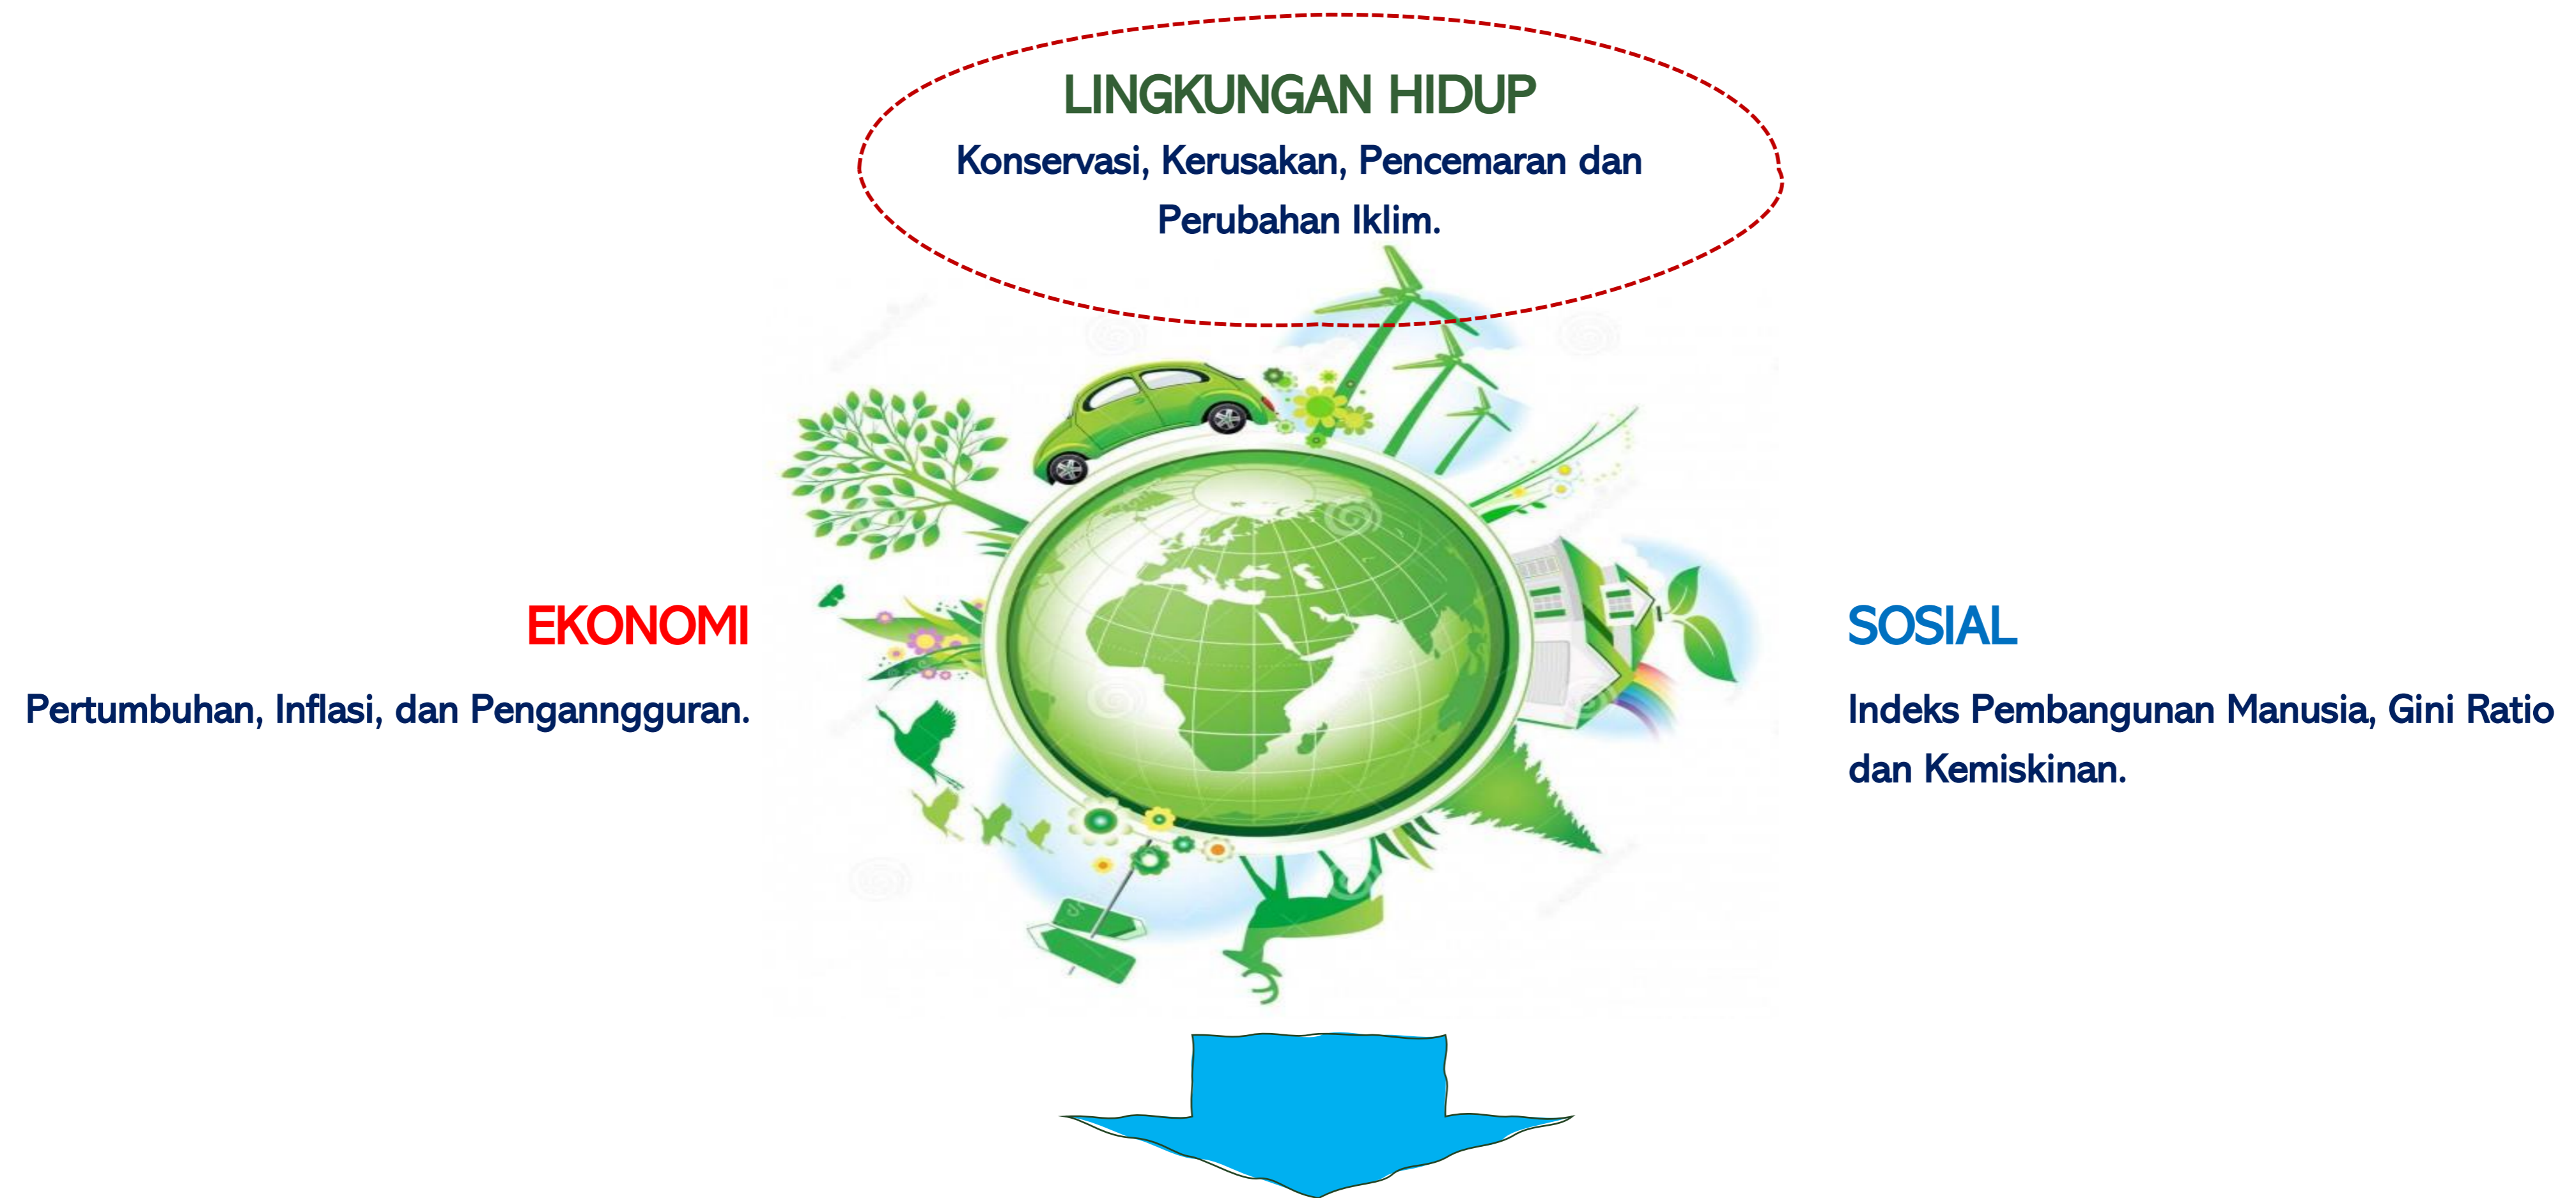 LINGKUNGAN HIDUP
Konservasi, Kerusakan, Pencemaran dan
Perubahan Iklim.
EKONOMI
Pertumbuhan, Inflasi, dan Penganngguran.
SOSIAL
Indeks Pembangunan Manusia, Gini Ratio
dan Kemiskinan.